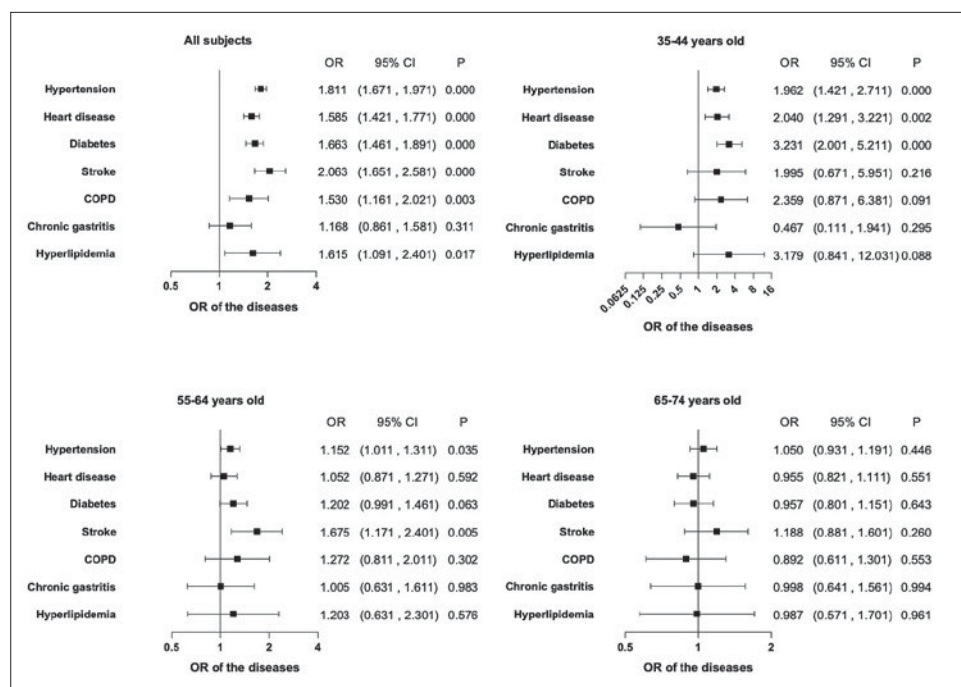 All subjects
OR 95% CI P
Hypertension 1.811 (1.671 , 1.971) 0.000
Heart disease 1.585 (1.421 , 1.771) 0.000
Diabetes 1.663 (1.461 , 1.891) 0.000
Stroke 2.063 (1.651 , 2.581) 0.000
COPD 1.530 (1.161 , 2.021) 0.003
Chronic gastritis 1.168 (0.861 , 1.581) 0.311
Hyperlipidemia 1.615 (1.091 , 2.401) 0.017
0.5 1 2 4
OR of the diseases
35-44 years old
OR 95% CI P
Hypertension 1.962 (1.421 , 2.711) 0.000
Heart disease 2.040 (1.291 , 3.221) 0.002
Diabetes 3.231 (2.001 , 5.211) 0.000
Stroke 1.995 (0.671 , 5.951) 0.216
COPD 2.359 (0.871 , 6.381) 0.091
Chronic gastritis 0.467 (0.111 , 1.941) 0.295
Hyperlipidemia 3.179 (0.841 , 12.031) 0.088
0.0625 0.125 0.25 0.5 1 2 4 8 16
OR of the diseases
55-64 years old
OR 95% CI P
Hypertension 1.152 (1.011 , 1.311) 0.035
Heart disease 1.052 (0.871 , 1.271) 0.592
Diabetes 1.202 (0.991 , 1.461) 0.063
Stroke 1.675 (1.171 , 2.401) 0.005
COPD 1.272 (0.811 , 2.011) 0.302
Chronic gastritis 1.005 (0.631 , 1.611) 0.983
Hyperlipidemia 1.203 (0.631 , 2.301) 0.576
0.5 1 2 4
OR of the diseases
65-74 years old
OR 95% CI P
Hypertension 1.050 (0.931 , 1.191) 0.446
Heart disease 0.955 (0.821 , 1.111) 0.551
Diabetes 0.957 (0.801 , 1.151) 0.643
Stroke 1.188 (0.881 , 1.601) 0.260
COPD 0.892 (0.611 , 1.301) 0.553
Chronic gastritis 0.998 (0.641 , 1.561) 0.994
Hyperlipidemia 0.987 (0.571 , 1.701) 0.961
0.5 1 2
OR of the diseases